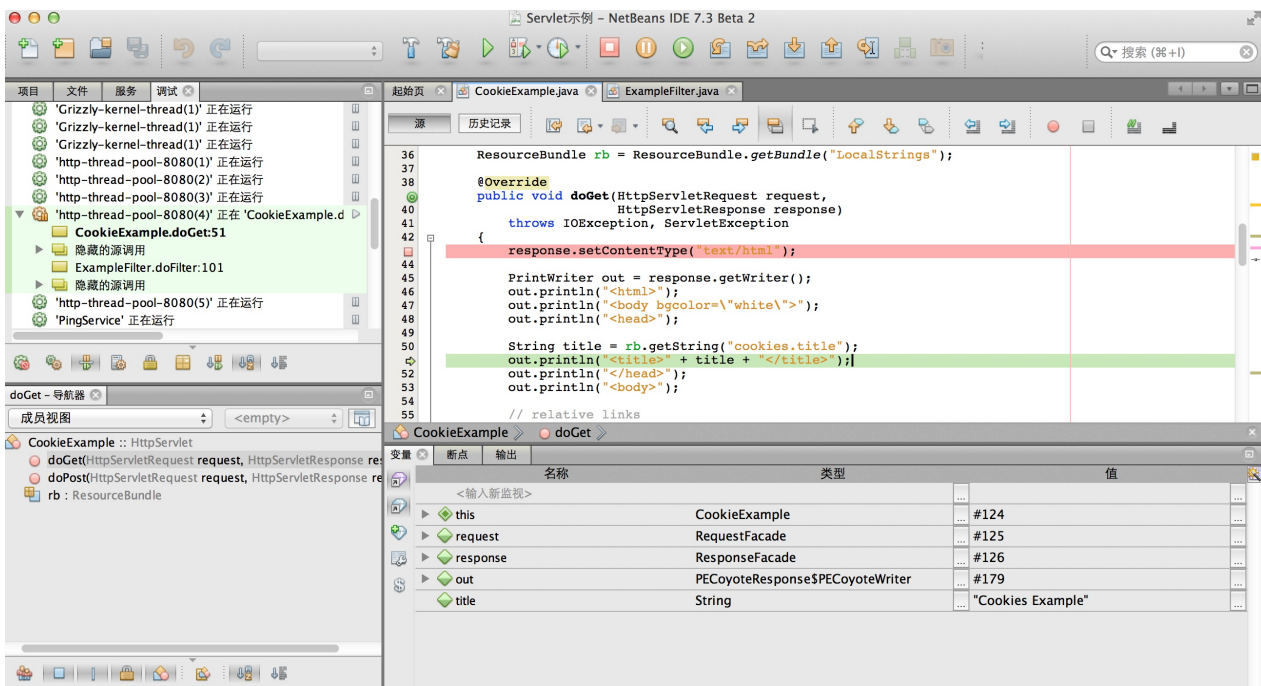 Servlet示例 – NetBeans IDE 7.3 Beta 2
搜索 (⌘+I)
项目 文件 服务 调试
'Grizzly-kernel-thread(1)' 正在运行
'Grizzly-kernel-thread(1)' 正在运行
'Grizzly-kernel-thread(1)' 正在运行
'http-thread-pool-8080(1)' 正在运行
'http-thread-pool-8080(2)' 正在运行
'http-thread-pool-8080(3)' 正在运行
'http-thread-pool-8080(4)' 正在 'CookieExample.d
CookieExample.doGet:51
隐藏的源调用
ExampleFilter.doFilter:101
隐藏的源调用
'http-thread-pool-8080(5)' 正在运行
'PingService' 正在运行
doGet – 导航器
成员视图 <empty>
CookieExample :: HttpServlet
doGet(HttpServletRequest request, HttpServletResponse re
doPost(HttpServletRequest request, HttpServletResponse re
rb : ResourceBundle
起始页 CookieExample.java ExampleFilter.java
源 历史记录
36 ResourceBundle rb = ResourceBundle.getBundle("LocalStrings");
37
38 @Override
public void doGet(HttpServletRequest request,
40 HttpServletResponse response)
41 throws IOException, ServletException
42 {
response.setContentType("text/html");
44
45 PrintWriter out = response.getWriter();
46 out.println("<html>");
47 out.println("<body bgcolor=\"white\">");
48 out.println("<head>");
49
50 String title = rb.getString("cookies.title");
out.println("<title>" + title + "</title>");
52 out.println("</head>");
53 out.println("<body>");
54
55 // relative links
CookieExample doGet
变量 断点 输出
名称 类型 值
<输入新监视>
this CookieExample #124
request RequestFacade #125
response ResponseFacade #126
out PECoyoteResponse$PECoyoteWriter #179
title String "Cookies Example"